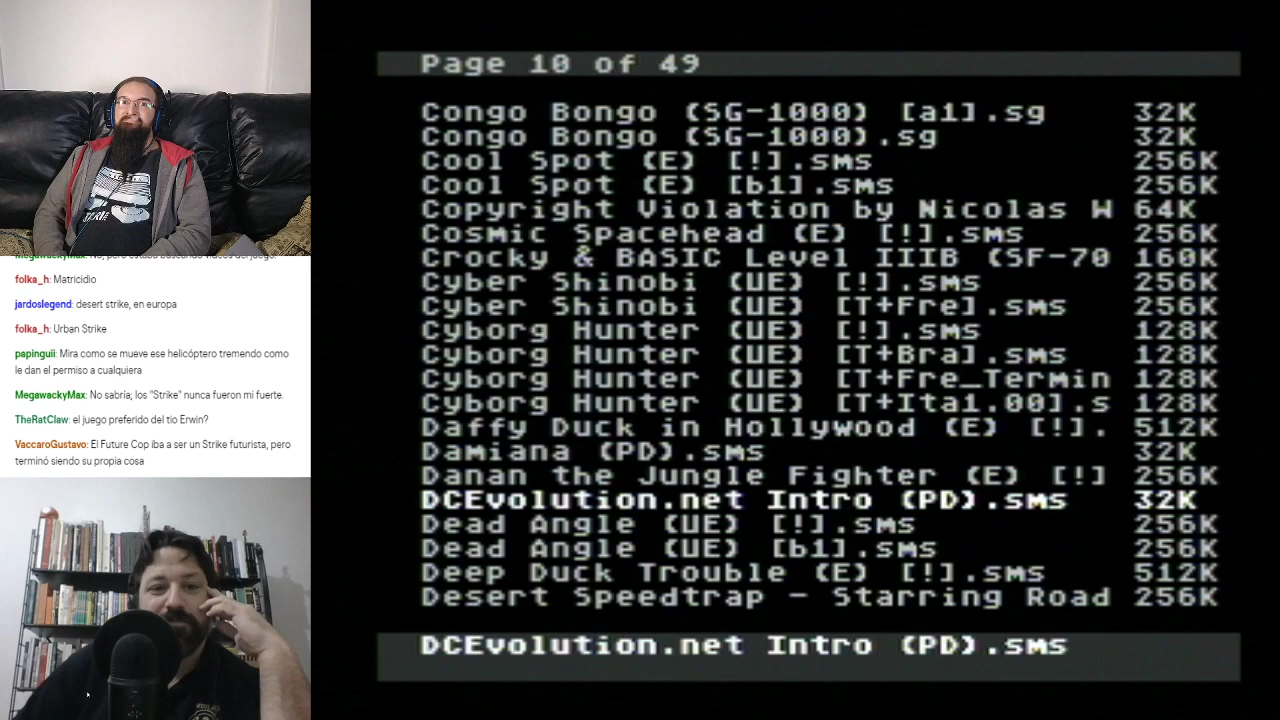 Page 10 of 49
Congo Bongo (SG-1000) [a1].sg 32K
Congo Bongo (SG-1000).sg 32K
Cool Spot (E) [!].sms 256K
Cool Spot (E) [b1].sms 256K
Copyright Violation by Nicolas W 64K
Cosmic Spacehead (E) [!].sms 256K
Crocky & BASIC Level IIIB (SF-70 160K
Cyber Shinobi (UE) [!].sms 256K
Cyber Shinobi (UE) [T+Fre].sms 256K
Cyborg Hunter (UE) [!].sms 128K
Cyborg Hunter (UE) [T+Bra].sms 128K
Cyborg Hunter (UE) [T+Fre_Termin 128K
Cyborg Hunter (UE) [T+Ita1.00].s 128K
Daffy Duck in Hollywood (E) [!]. 512K
Damiana (PD).sms 32K
Danan the Jungle Fighter (E) [!] 256K
DCEvolution.net Intro (PD).sms 32K
Dead Angle (UE) [!].sms 256K
Dead Angle (UE) [b1].sms 256K
Deep Duck Trouble (E) [!].sms 512K
Desert Speedtrap - Starring Road 256K
DCEvolution.net Intro (PD).sms
MegawackyMax: No, pero estaba buscando videos del juego.
folka_h: Matricidio
jardoslegend: desert strike, en europa
folka_h: Urban Strike
papinguii: Mira como se mueve ese helicóptero tremendo como
le dan el permiso a cualquiera
MegawackyMax: No sabría; los "Strike" nunca fueron mi fuerte.
TheRatClaw: el juego preferido del tio Erwin?
VaccaroGustavo: El Future Cop iba a ser un Strike futurista, pero
terminó siendo su propia cosa